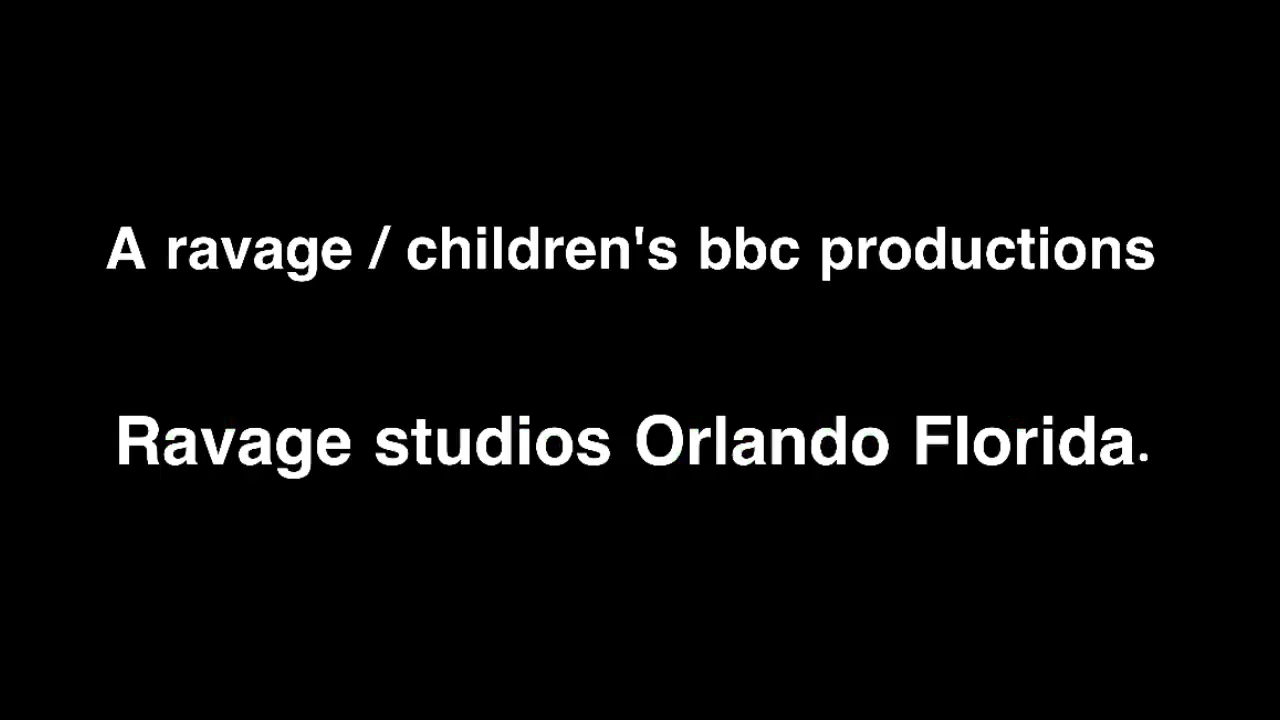 A ravage / children's bbc productions
Ravage studios Orlando Florida.